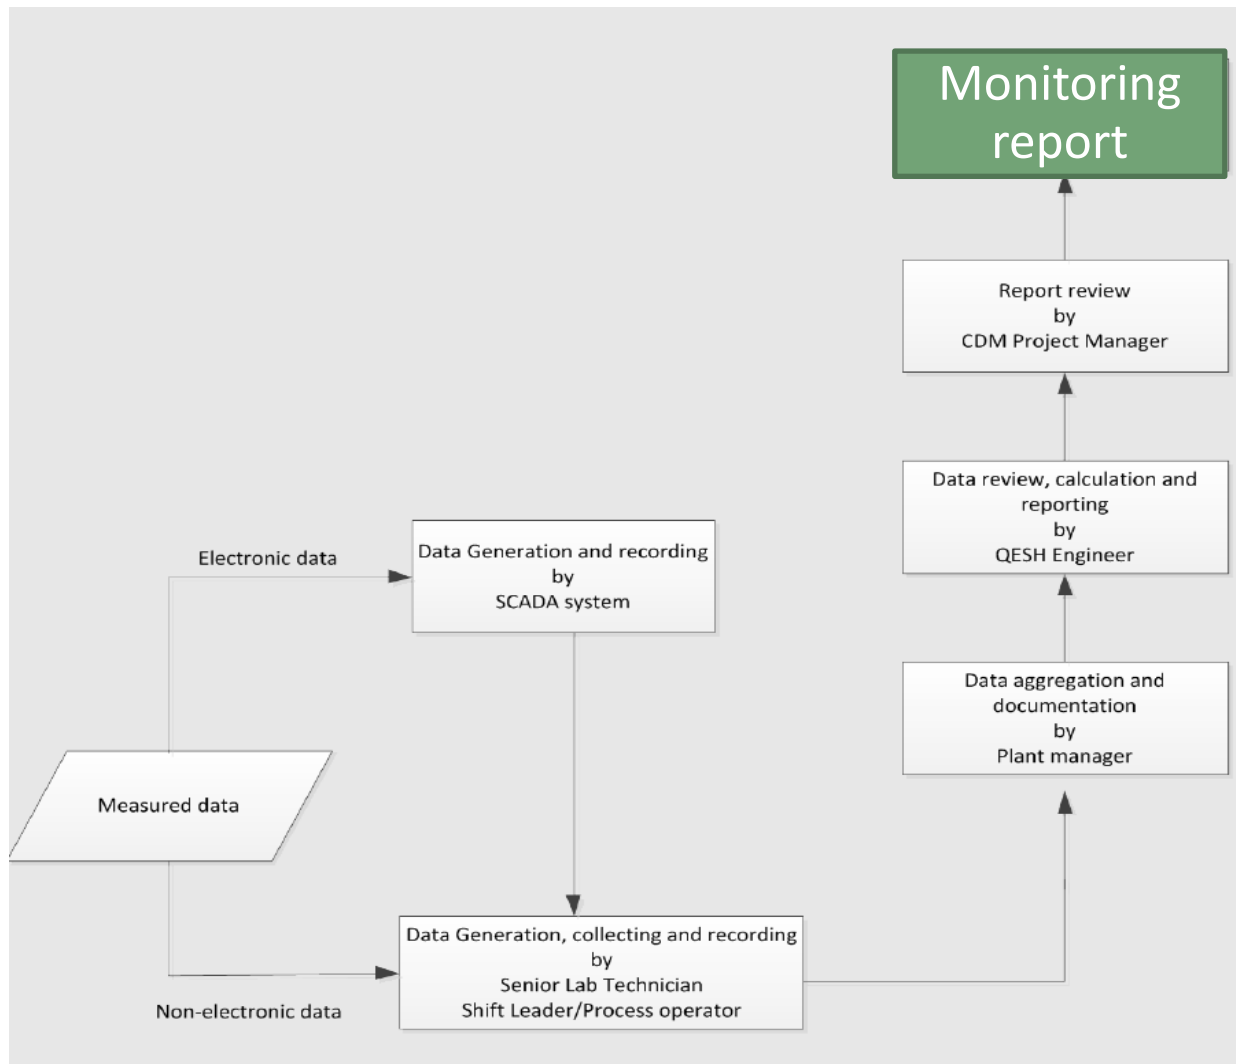 Monitoring
report
Report review
by
CDM Project Manager
Data review, calculation and
reporting
by
QESH Engineer
Electronic data
Data Generation and recording
by
SCADA system
Data aggregation and
documentation
by
Plant manager
Measured data
Data Generation, collecting and recording
by
Senior Lab Technician
Shift Leader/Process operator
Non-electronic data